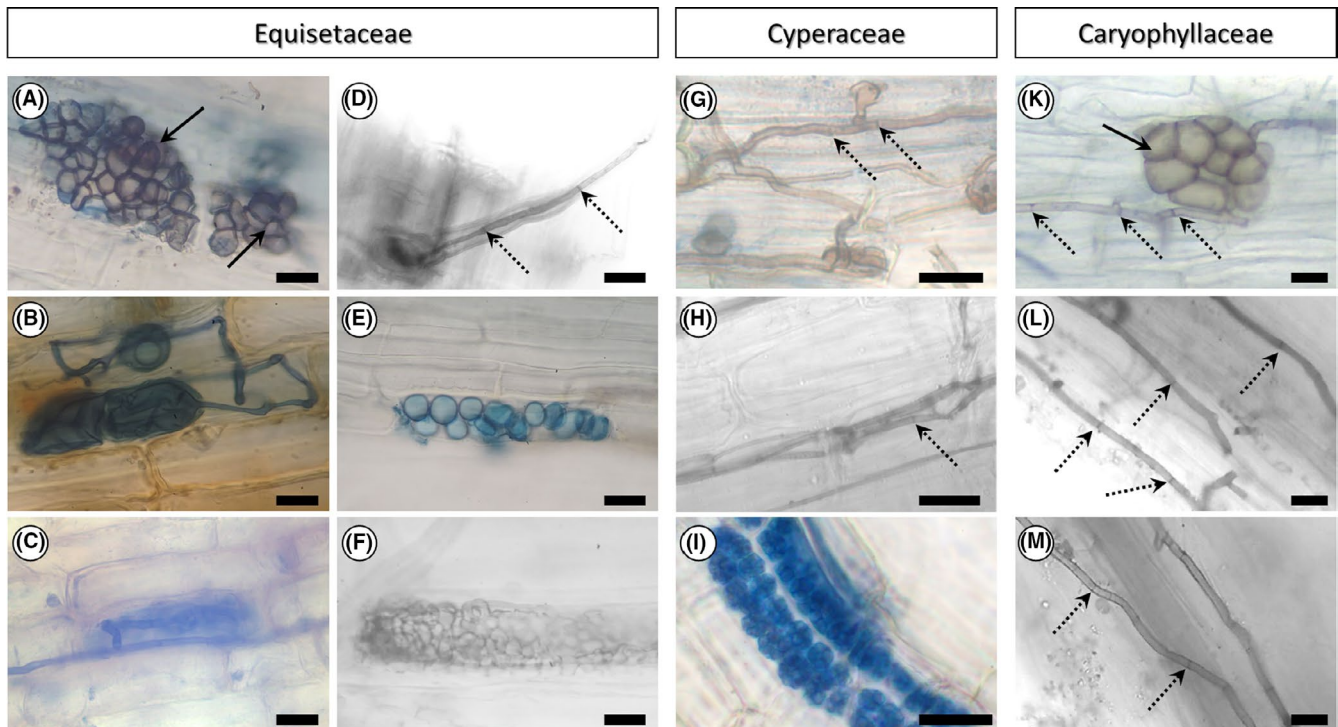 Equisetaceae
Cyperaceae
Caryophyllaceae
(A)
(D)
(G)
(K)
(B)
(E)
(H)
(L)
(C)
(F)
(I)
(M)